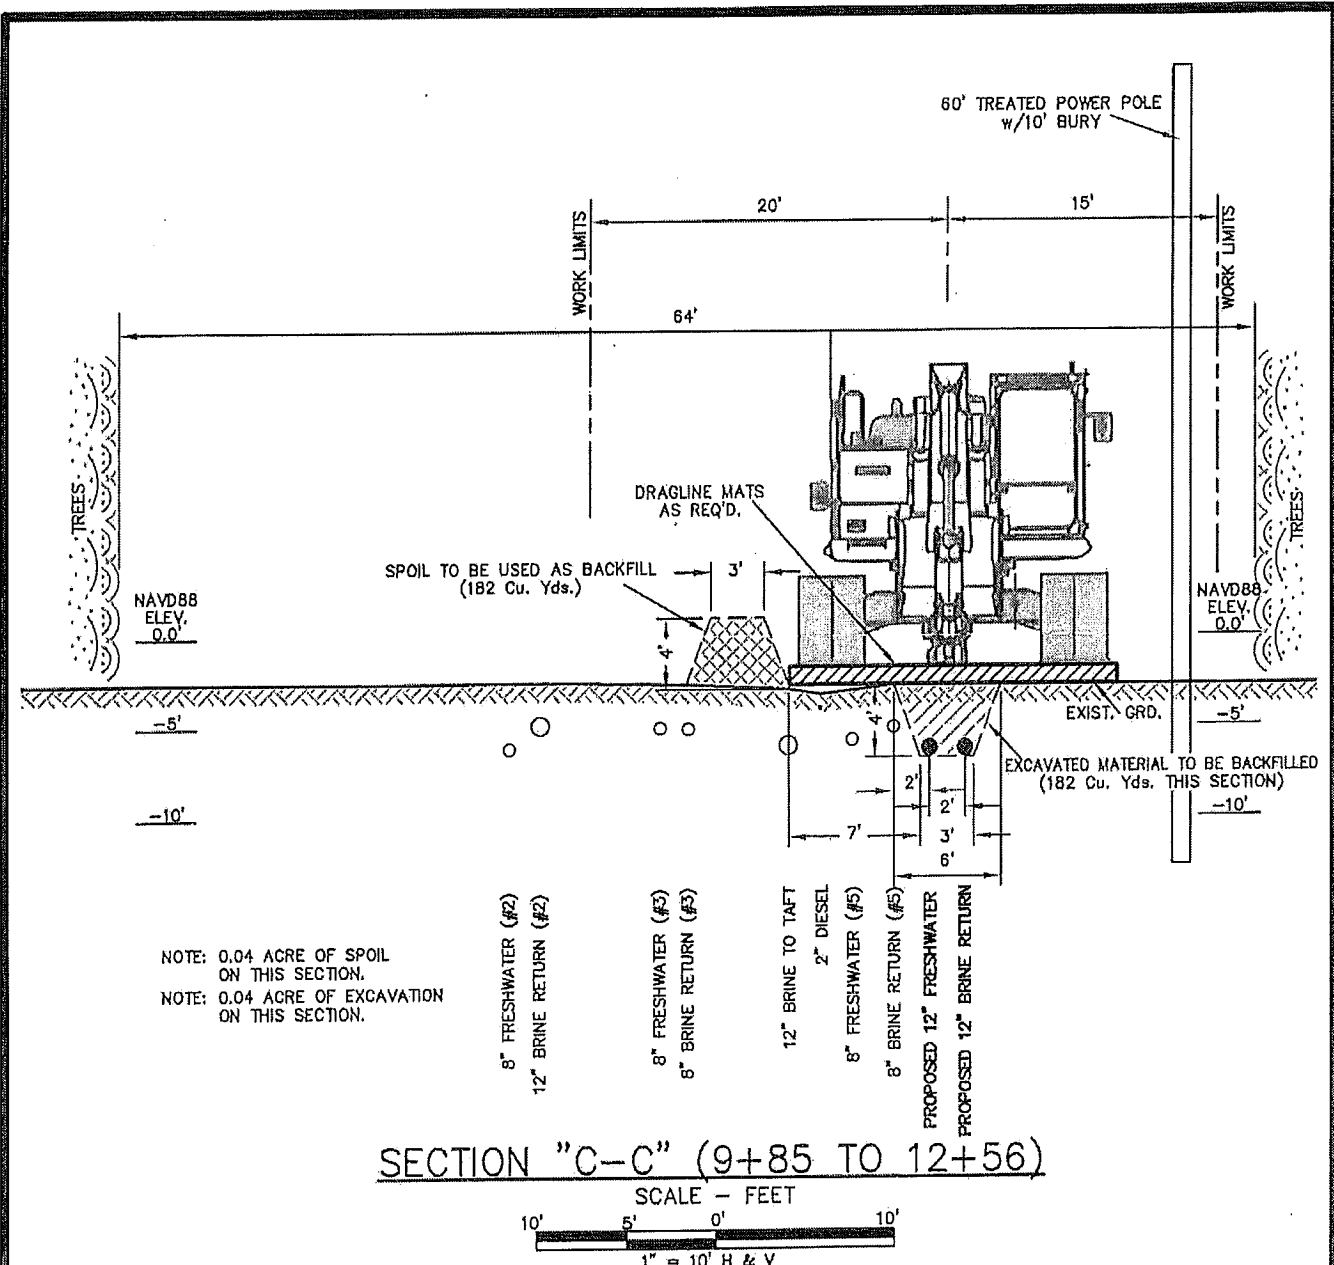 60' TREATED POWER POLE
w/10' BURY
20'
15'
WORK LIMITS
WORK LIMITS
64'
TREES
TREES
DRAGLINE MATS
AS REQ'D.
SPOIL TO BE USED AS BACKFILL
(182 Cu. Yds.)
3'
4'
NAVD88
ELEV.
0.0'
NAVD88
ELEV.
0.0'
EXIST. GRD.
-5'
-5'
4'
EXCAVATED MATERIAL TO BE BACKFILLED
(182 Cu. Yds. THIS SECTION)
2'
2'
-10'
-10'
7'
3'
6'
8" FRESHWATER (#2)
12" BRINE RETURN (#2)
8" FRESHWATER (#3)
8" BRINE RETURN (#3)
12" BRINE TO TAFT
2" DIESEL
8" FRESHWATER (#5)
8" BRINE RETURN (#5)
PROPOSED 12" FRESHWATER
PROPOSED 12" BRINE RETURN
NOTE: 0.04 ACRE OF SPOIL
ON THIS SECTION.
NOTE: 0.04 ACRE OF EXCAVATION
ON THIS SECTION.
SECTION "C-C" (9+85 TO 12+56)
SCALE - FEET
10' 5' 0' 10'
1" = 10' H & V